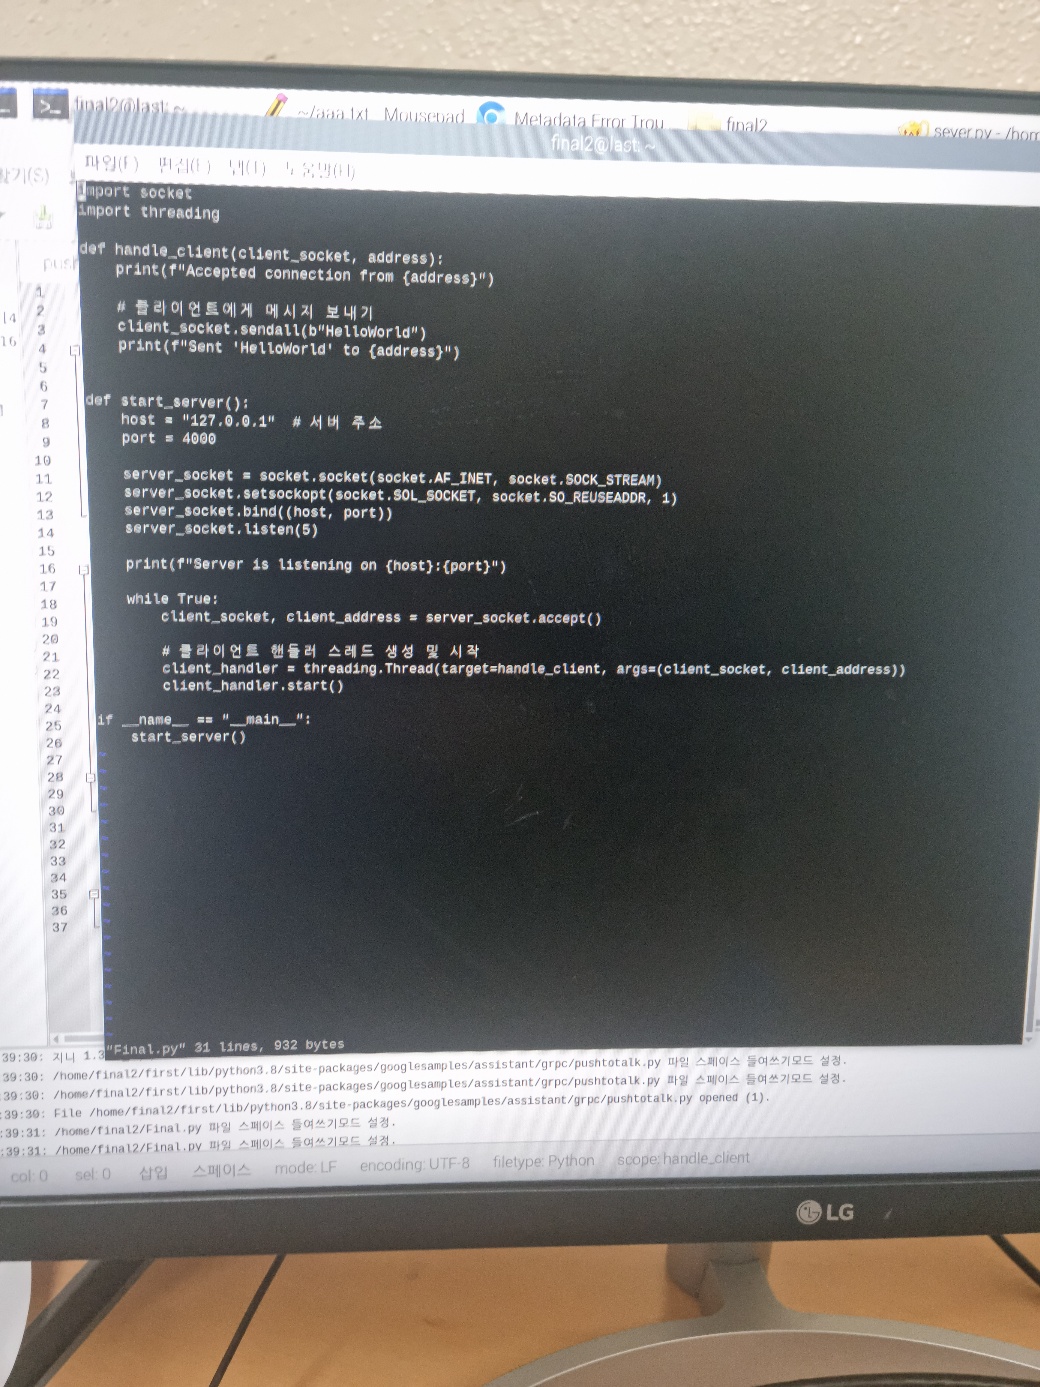 final2@last: ~
~/aaa.txt
Mousepad
Metadata Error Trou...
final2
sever.py - /hom
final2@last: ~
파일(F) 편집(E) 탭(T) 도움말(H)
찾기(S)
import socket
import threading
def handle_client(client_socket, address):
print(f"Accepted connection from {address}")
# 클라이언트에게 메시지 보내기
client_socket.sendall(b"HelloWorld")
print(f"Sent 'HelloWorld' to {address}")
def start_server():
host = "127.0.0.1" # 서버 주소
port = 4000
server_socket = socket.socket(socket.AF_INET, socket.SOCK_STREAM)
server_socket.setsockopt(socket.SOL_SOCKET, socket.SO_REUSEADDR, 1)
server_socket.bind((host, port))
server_socket.listen(5)
print(f"Server is listening on {host}:{port}")
while True:
client_socket, client_address = server_socket.accept()
# 클라이언트 핸들러 스레드 생성 및 시작
client_handler = threading.Thread(target=handle_client, args=(client_socket, client_address))
client_handler.start()
if __name__ == "__main__":
start_server()
"Final.py" 31 lines, 932 bytes
push
14
16
1
2
3
4
5
6
7
8
9
10
11
12
13
14
15
16
17
18
19
20
21
22
23
24
25
26
27
28
29
30
31
32
33
34
35
36
37
39:30: 지니 1.3
:39:30: /home/final2/first/lib/python3.8/site-packages/googlesamples/assistant/grpc/pushtotalk.py 파일 스페이스 들여쓰기모드 설정.
:39:30: /home/final2/first/lib/python3.8/site-packages/googlesamples/assistant/grpc/pushtotalk.py 파일 스페이스 들여쓰기모드 설정.
:39:30: File /home/final2/first/lib/python3.8/site-packages/googlesamples/assistant/grpc/pushtotalk.py opened (1).
:39:31: /home/final2/Final.py 파일 스페이스 들여쓰기모드 설정.
:39:31: /home/final2/Final.py 파일 스페이스 들여쓰기모드 설정.
col: 0 sel: 0 삽입 스페이스 mode: LF encoding: UTF-8 filetype: Python scope: handle_client
LG